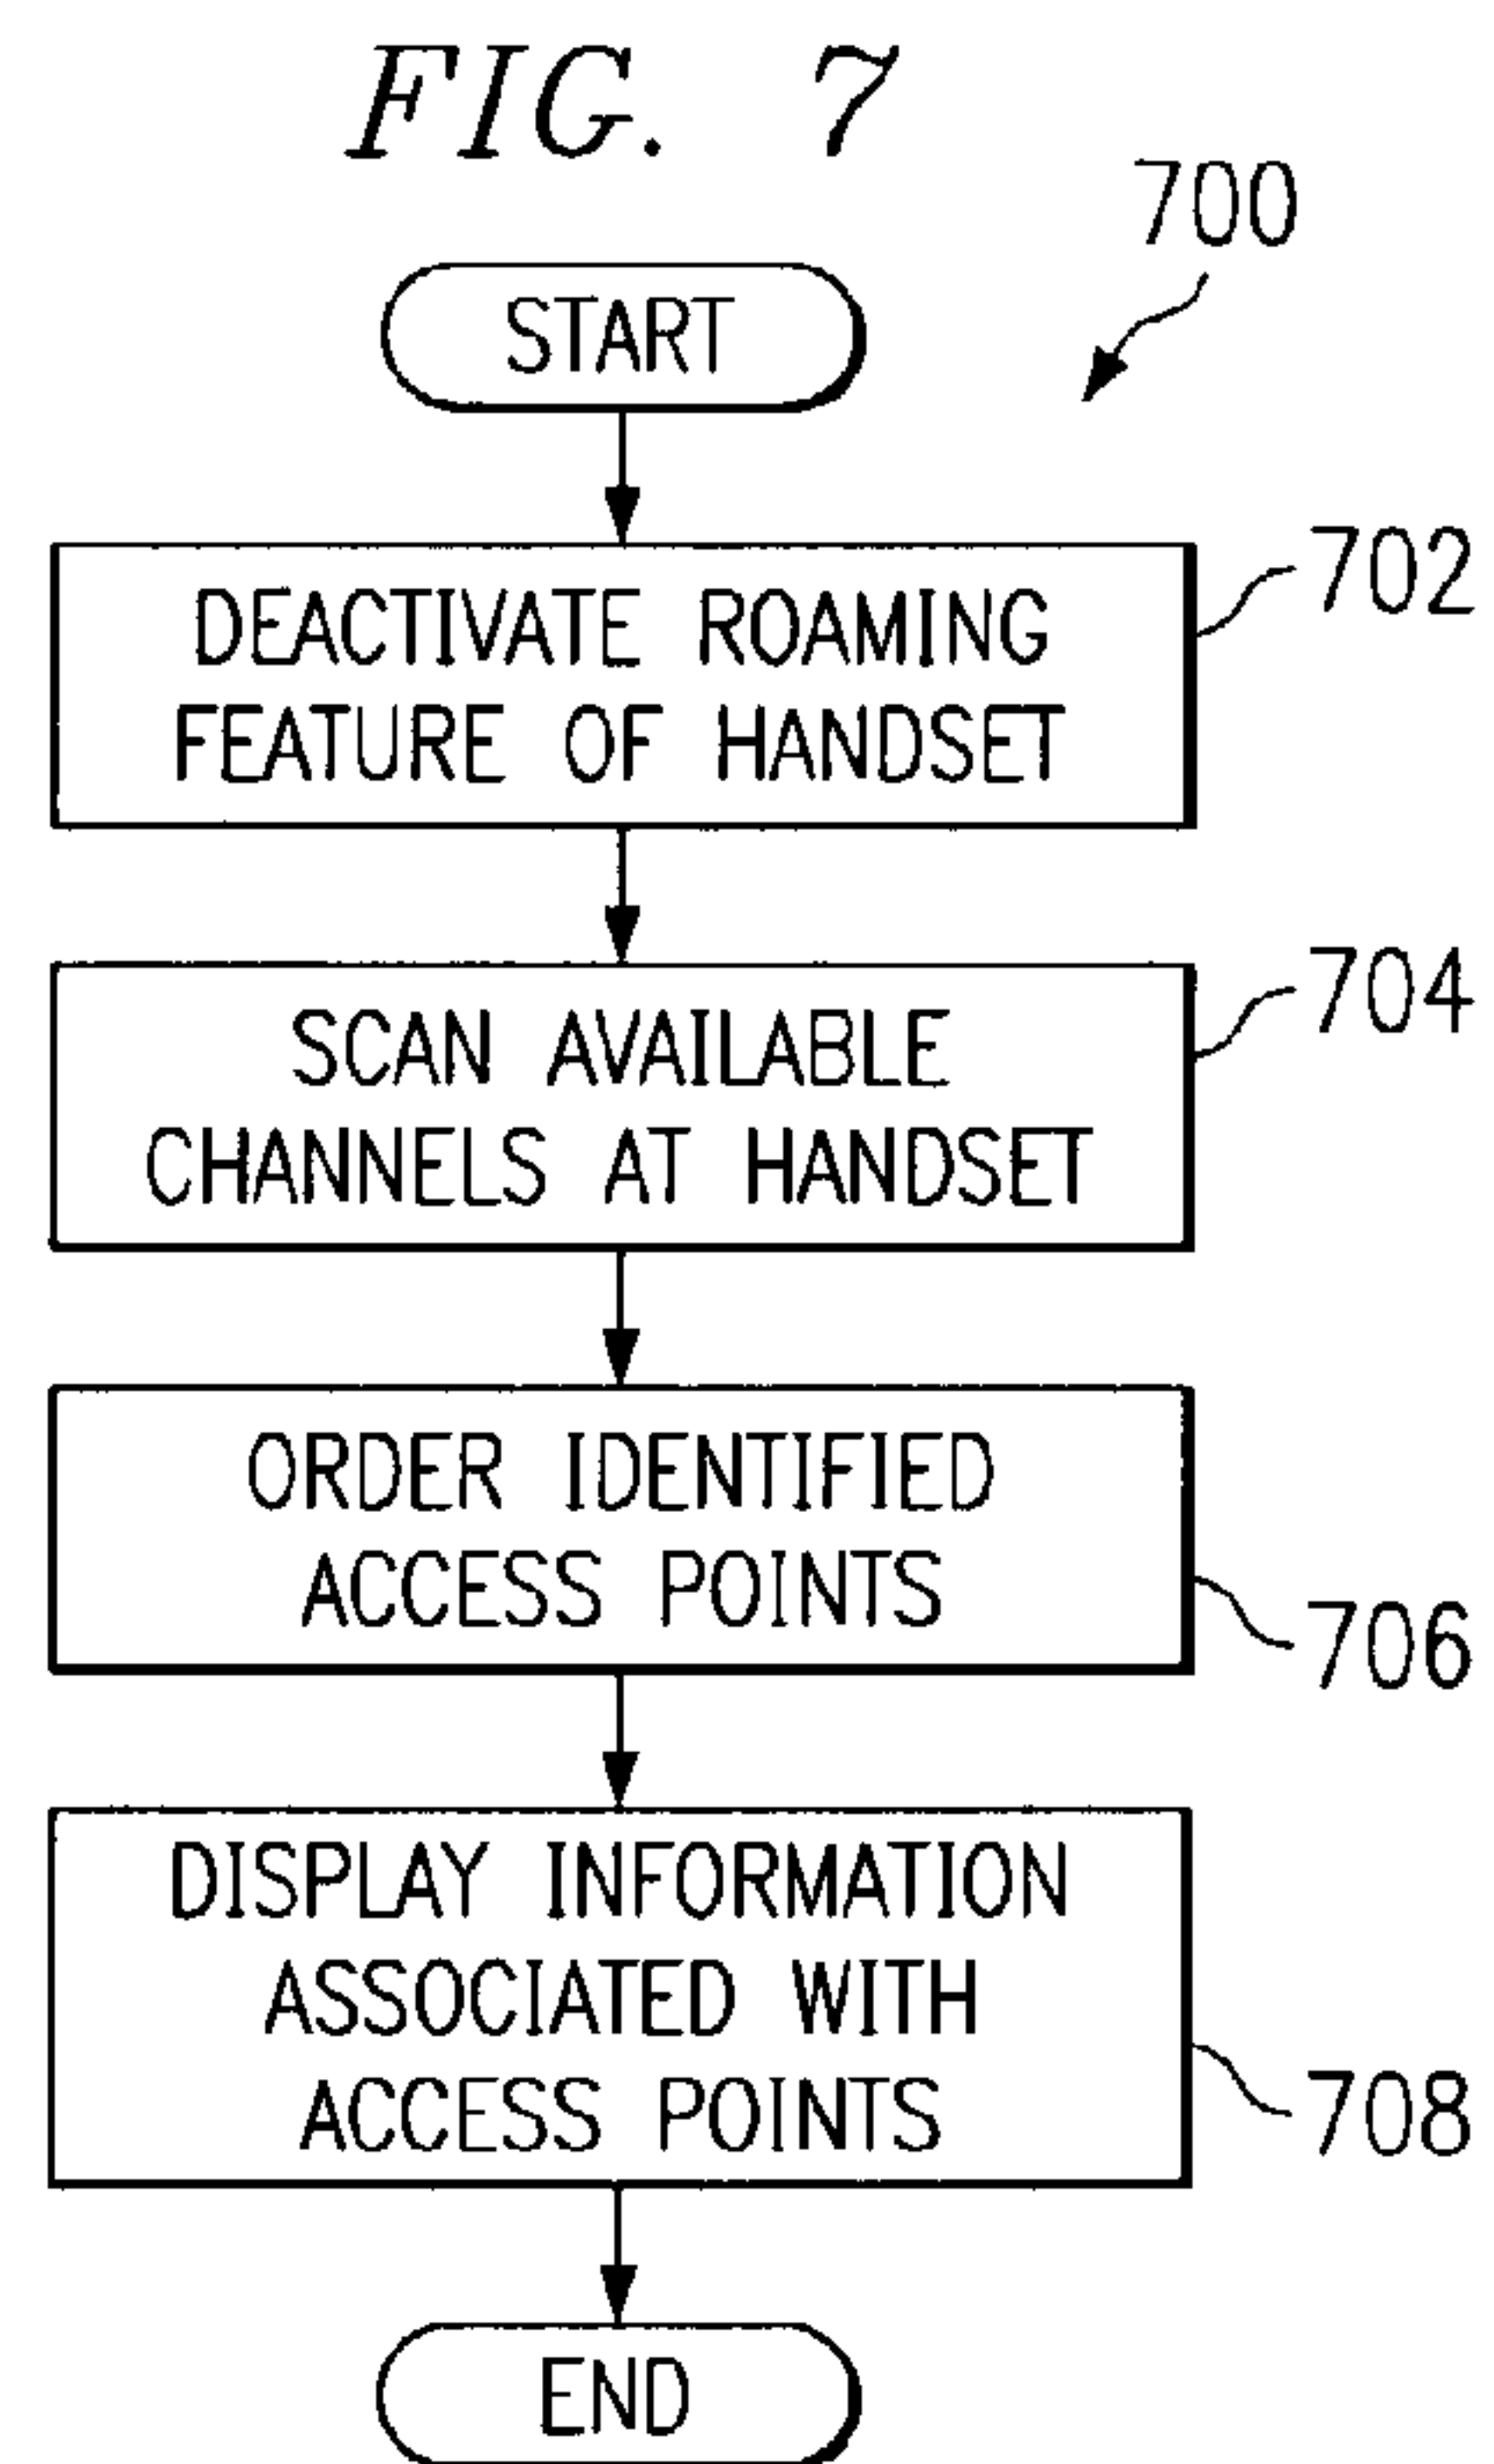 FIG. 7
700
START
DEACTIVATE ROAMING
FEATURE OF HANDSET
702
SCAN AVAILABLE
CHANNELS AT HANDSET
704
ORDER IDENTIFIED
ACCESS POINTS
706
DISPLAY INFORMATION
ASSOCIATED WITH
ACCESS POINTS
708
END